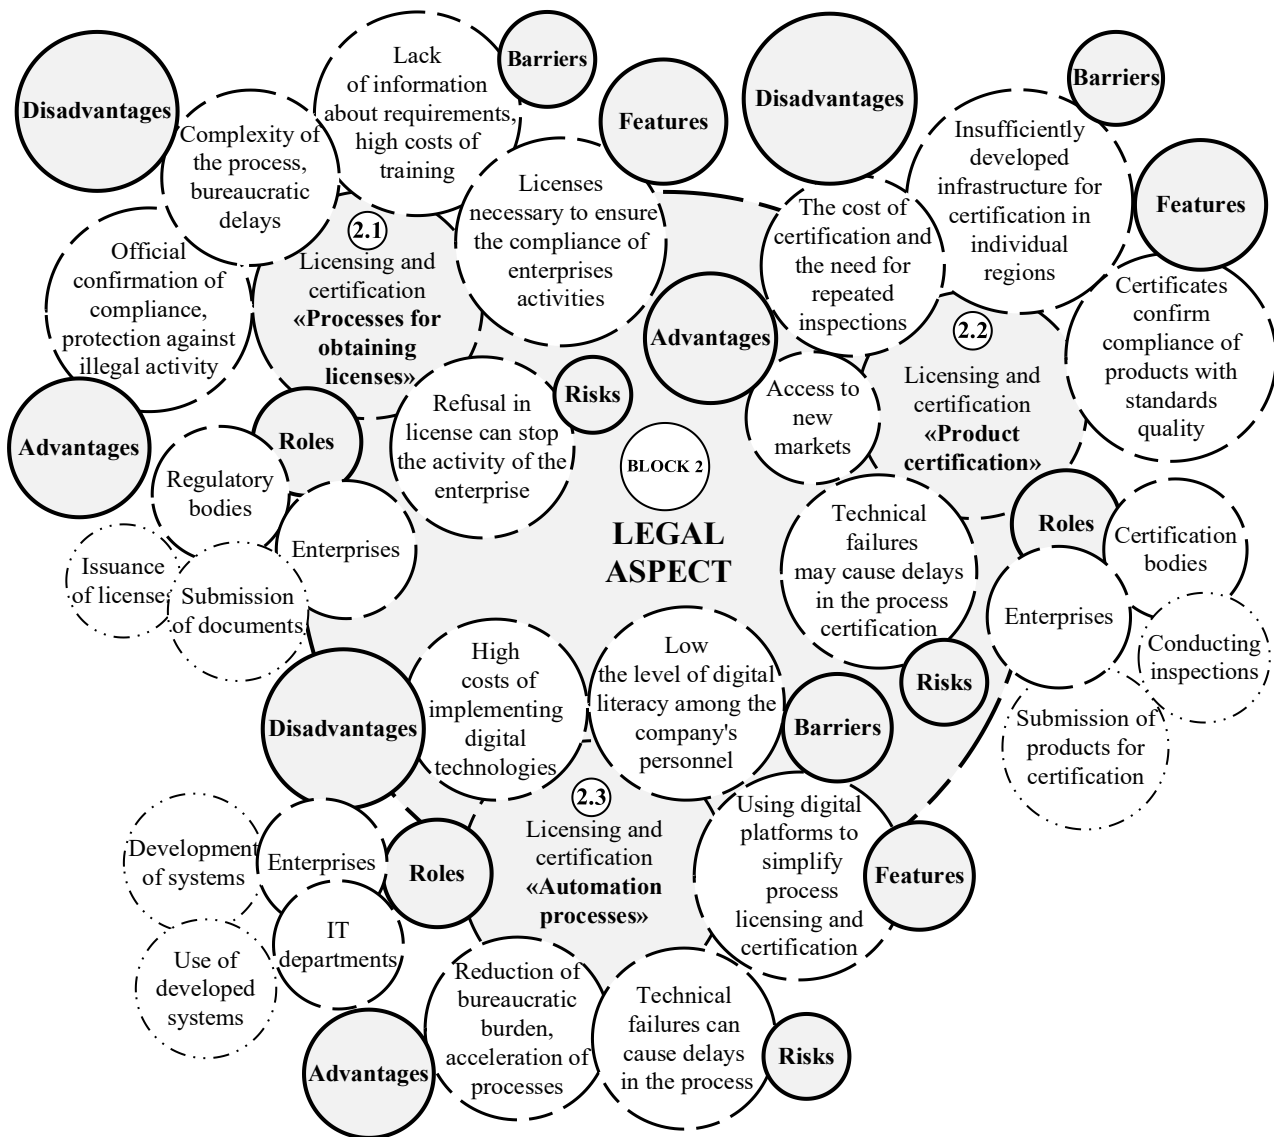 Disadvantages
Complexity of
the process,
bureaucratic
delays
Lack
of information
about requirements,
high costs of
training
Barriers
Features
Licenses
necessary to ensure
the compliance of
enterprises
activities
2.1
Licensing and
certification
«Processes for
obtaining
licenses»
Official
confirmation of
compliance,
protection against
illegal activity
Advantages
Roles
Regulatory
bodies
Enterprises
Issuance
of license
Submission
of documents
Refusal in
license can stop
the activity of the
enterprise
Risks
BLOCK 2
LEGAL
ASPECT
Disadvantages
The cost of
certification and
the need for
repeated
inspections
Barriers
Insufficiently
developed
infrastructure for
certification in
individual
regions
Features
Certificates
confirm
compliance of
products with
standards
quality
2.2
Licensing and
certification
«Product
certification»
Advantages
Access to
new
markets
Technical
failures
may cause delays
in the process
certification
Risks
Roles
Certification
bodies
Enterprises
Conducting
inspections
Submission of
products for
certification
Disadvantages
High
costs of
implementing
digital
technologies
Low
the level of digital
literacy among the
company's
personnel
Barriers
2.3
Licensing and
certification
«Automation
processes»
Using digital
platforms to
simplify
process
licensing and
certification
Features
Roles
Enterprises
Development
of systems
IT
departments
Use of
developed
systems
Advantages
Reduction of
bureaucratic
burden,
acceleration of
processes
Technical
failures can
cause delays
in the process
Risks